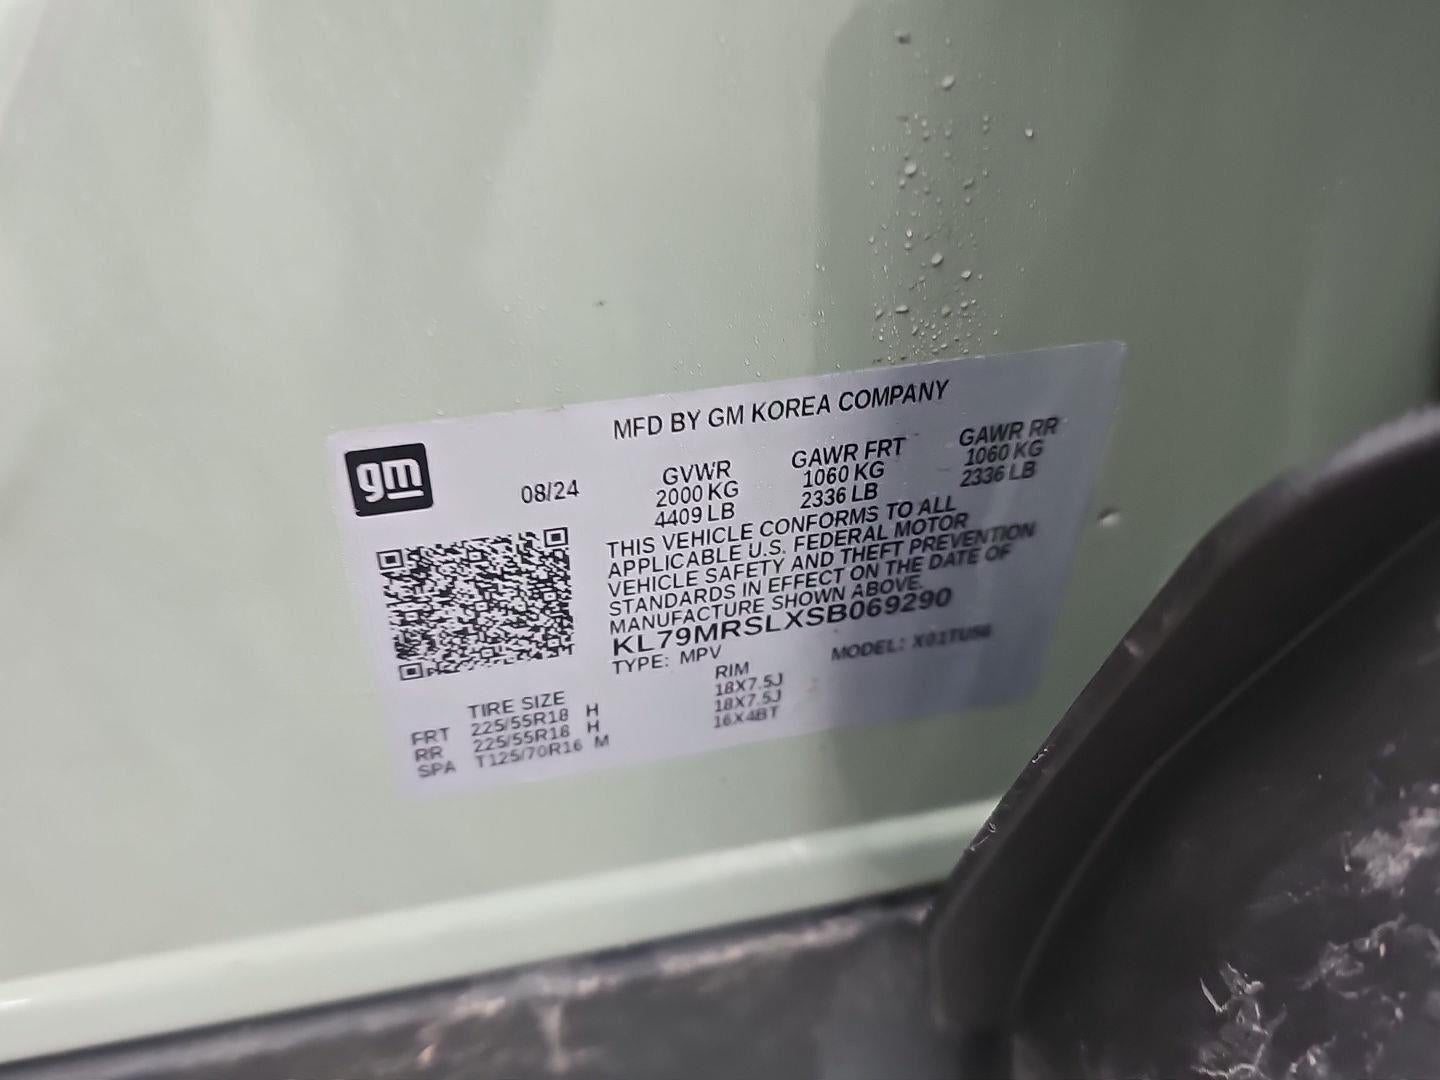 MFD BY GM KOREA COMPANY
gm
08/24
GVWR GAWR FRT GAWR RR
2000 KG 1060 KG 1060 KG
4409 LB 2336 LB 2336 LB
THIS VEHICLE CONFORMS TO ALL
APPLICABLE U.S. FEDERAL MOTOR
VEHICLE SAFETY AND THEFT PREVENTION
STANDARDS IN EFFECT ON THE DATE OF
MANUFACTURE SHOWN ABOVE.
KL79MRSLXSB069290
TYPE: MPV MODEL:
TIRE SIZE RIM
FRT 225/55R18 H 18X7.5J
RR 225/55R18 H 18X7.5J
SPA T125/70R16 M 16X4BT